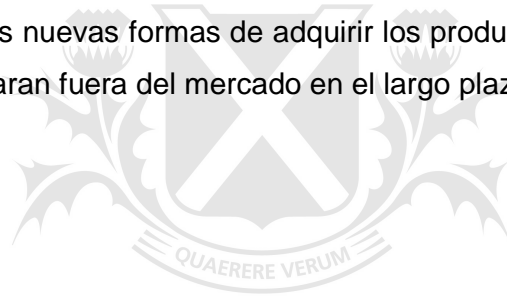 s nuevas formas de adquirir los produ
aran fuera del mercado en el largo plaz
QUAERERE VERUM